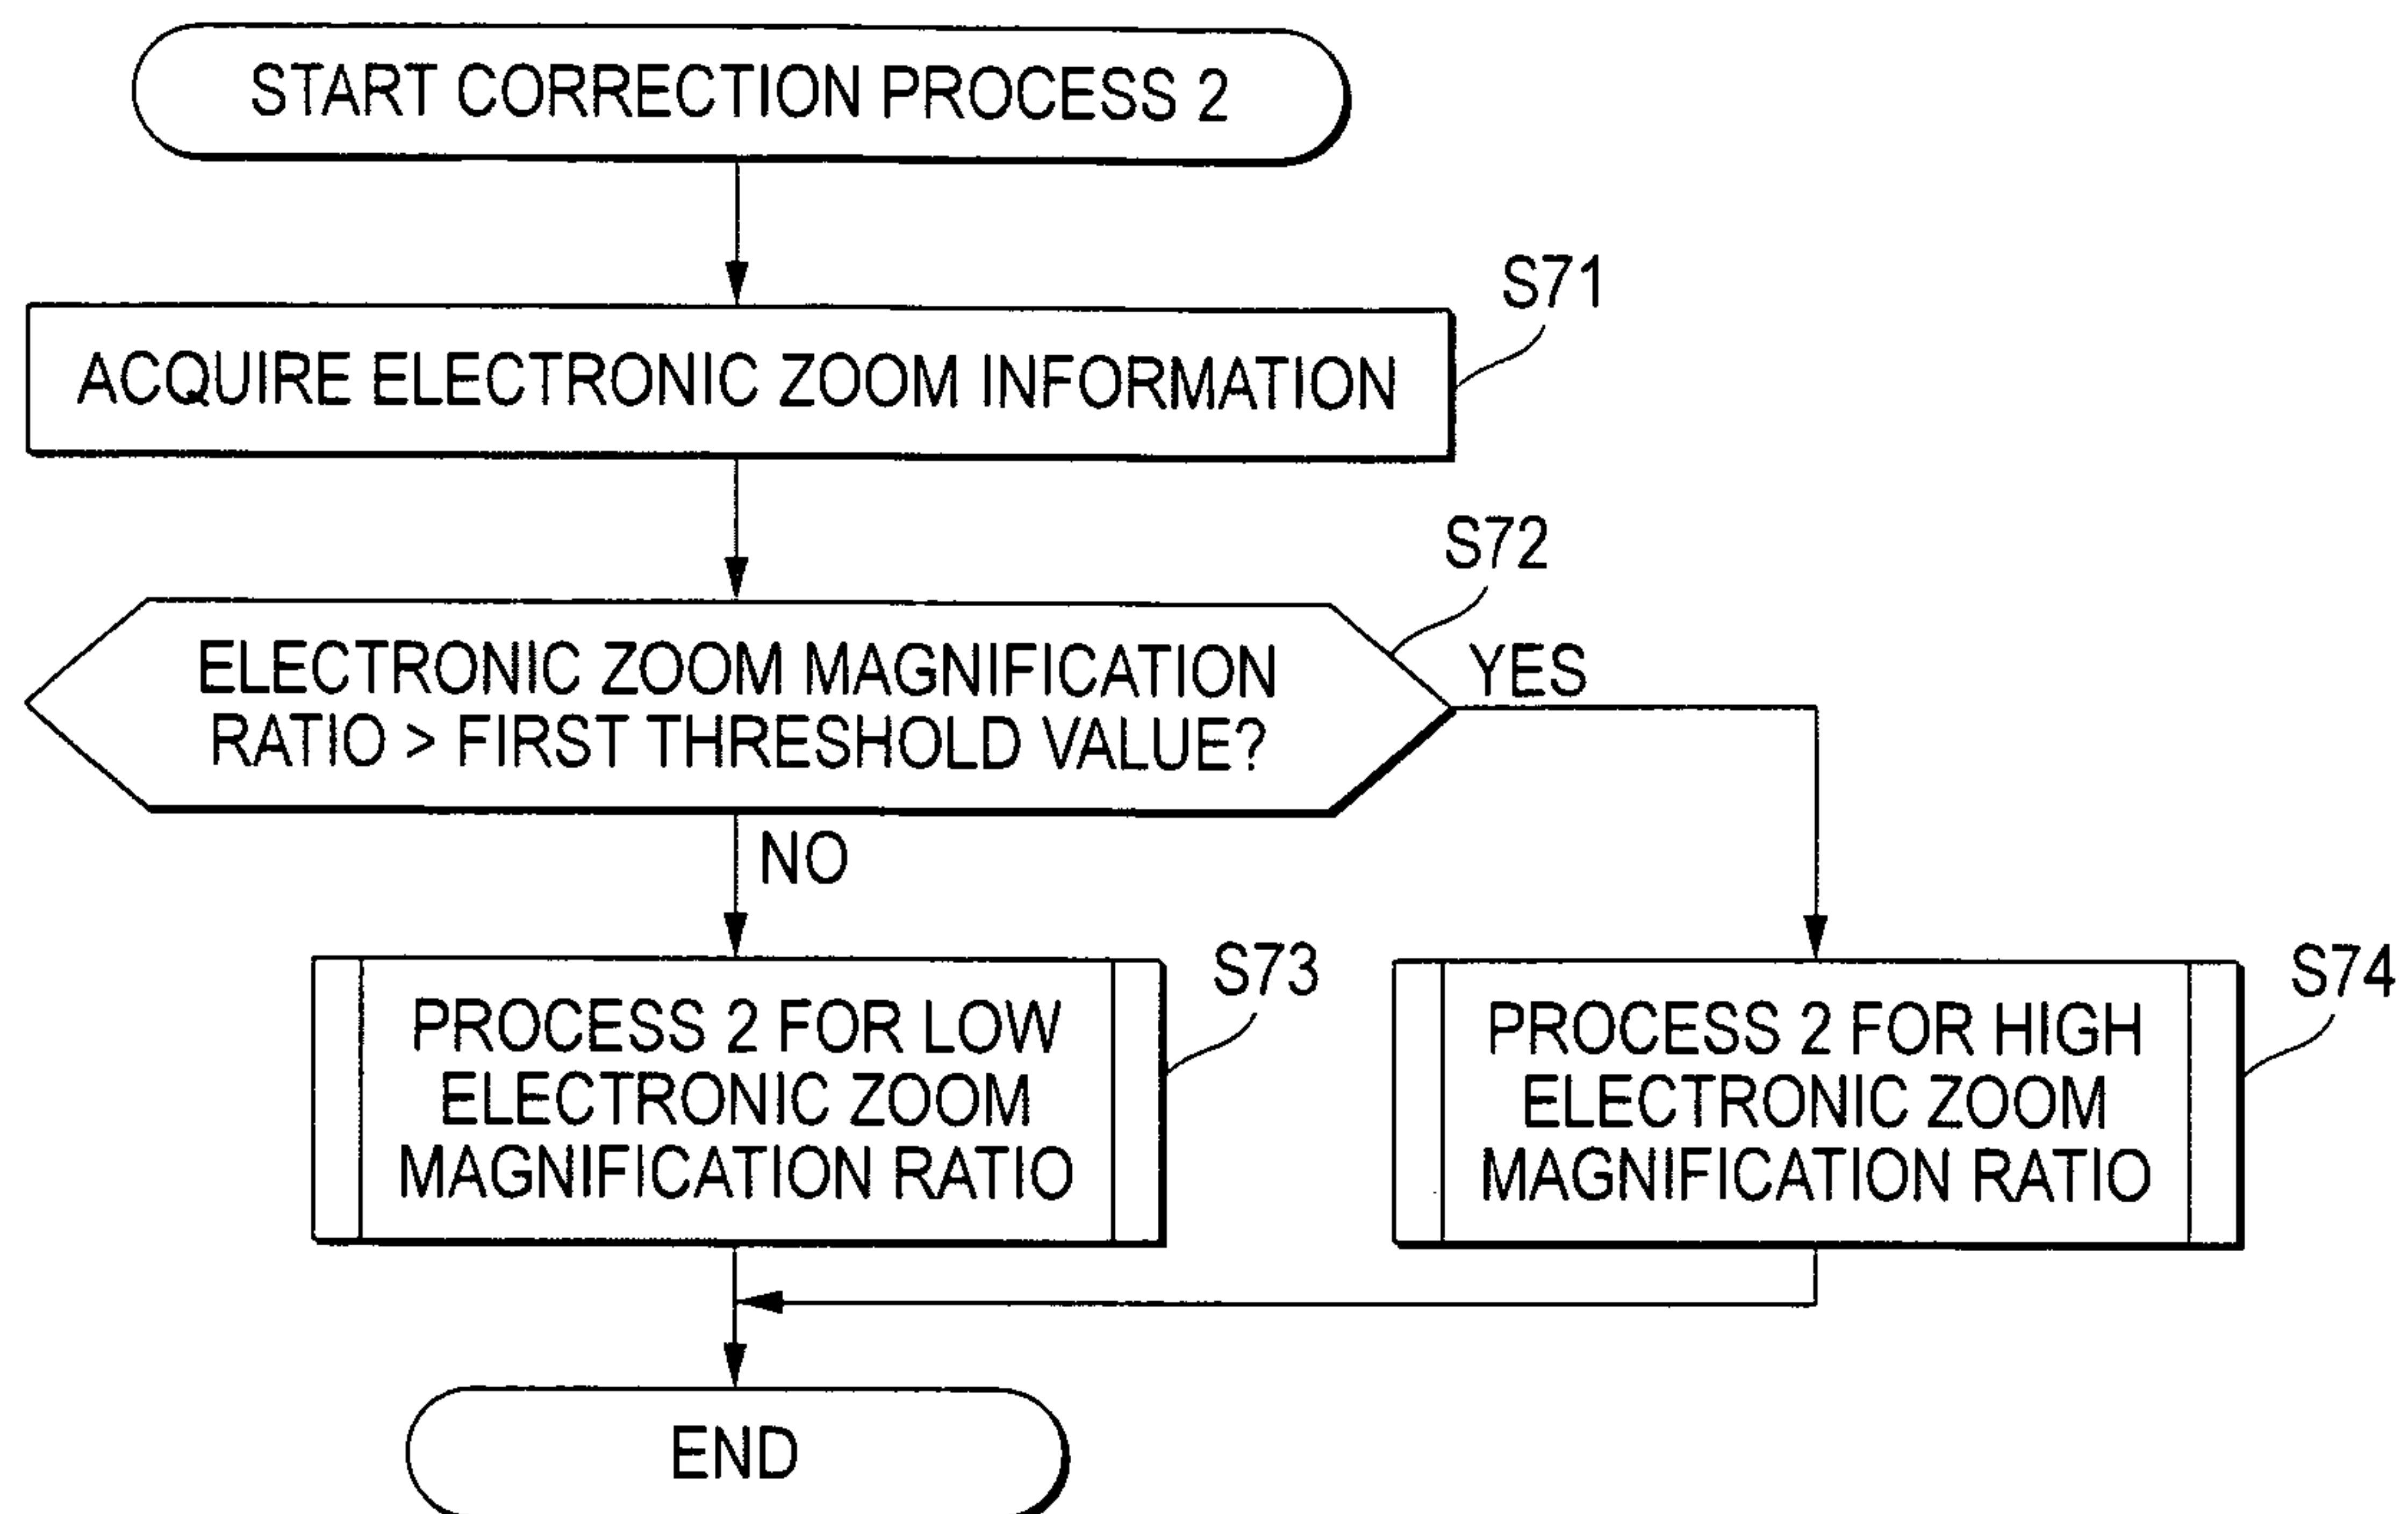 START CORRECTION PROCESS 2
S71
ACQUIRE ELECTRONIC ZOOM INFORMATION
S72
ELECTRONIC ZOOM MAGNIFICATION
RATIO > FIRST THRESHOLD VALUE?
YES
NO
S73
PROCESS 2 FOR LOW
ELECTRONIC ZOOM
MAGNIFICATION RATIO
S74
PROCESS 2 FOR HIGH
ELECTRONIC ZOOM
MAGNIFICATION RATIO
END